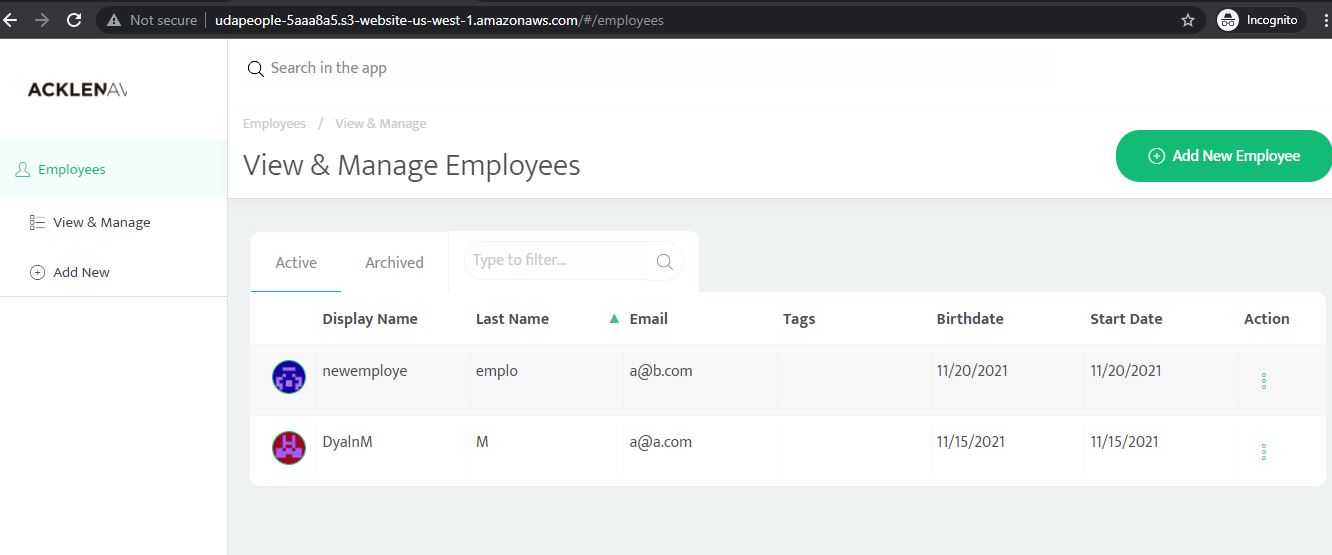 Not secure | udapeople-5aaa8a5.s3-website-us-west-1.amazonaws.com/#/employees Incognito
ACKLENAV
Search in the app
Employees / View & Manage
View & Manage Employees
Add New Employee
Employees
View & Manage
Add New
Active Archived Type to filter...
Display Name Last Name Email Tags Birthdate Start Date Action
newemploye emplo a@b.com 11/20/2021 11/20/2021
DyalnM M a@a.com 11/15/2021 11/15/2021